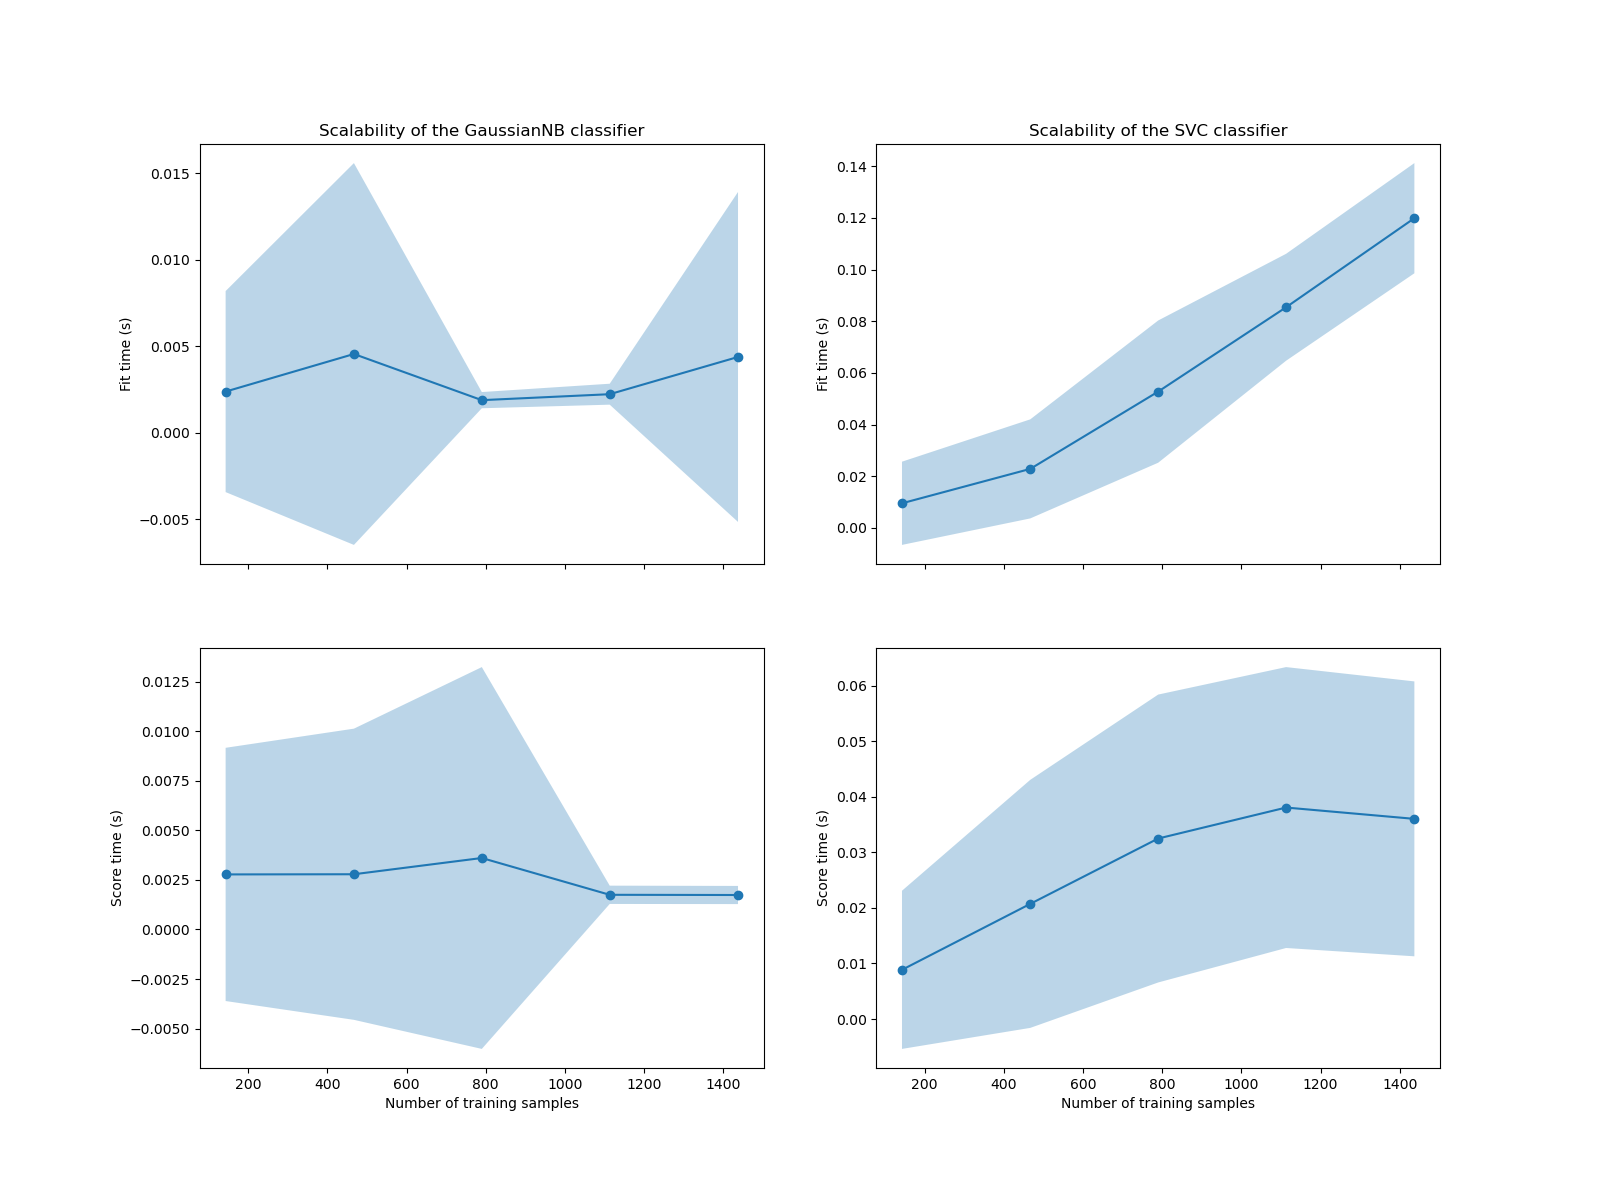 Scalability of the GaussianNB classifier
Fit time (s)
0.015
0.010
0.005
0.000
−0.005
Scalability of the SVC classifier
Fit time (s)
0.14
0.12
0.10
0.08
0.06
0.04
0.02
0.00
Score time (s)
0.0125
0.0100
0.0075
0.0050
0.0025
0.0000
−0.0025
−0.0050
200 400 600 800 1000 1200 1400
Number of training samples
Score time (s)
0.06
0.05
0.04
0.03
0.02
0.01
0.00
200 400 600 800 1000 1200 1400
Number of training samples